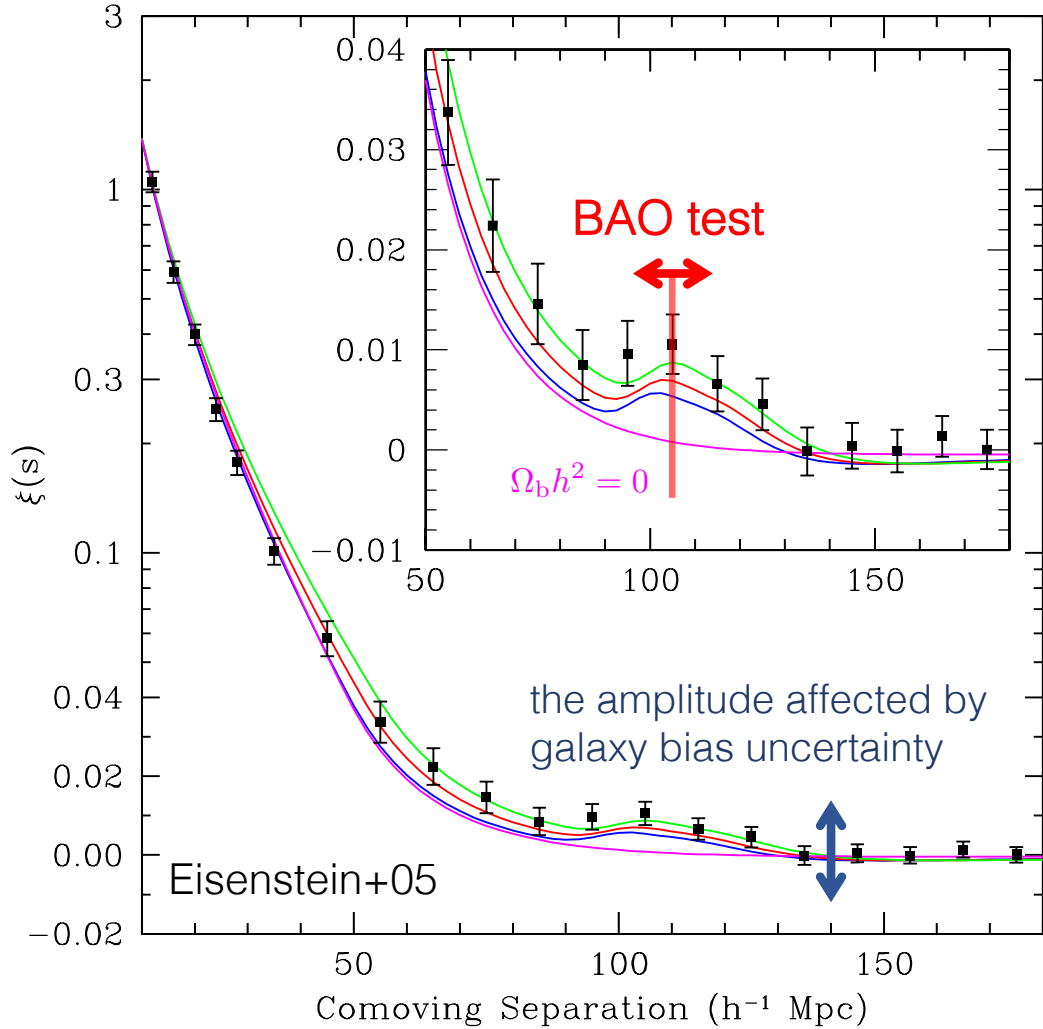 3
1
0.3
0.1
0.04
0.02
0.00
−0.02
ξ(s)
0.04
0.03
0.02
0.01
0
−0.01
50
100
150
BAO test
Ω_b h² = 0
the amplitude affected by
galaxy bias uncertainty
Eisenstein+05
50
100
150
Comoving Separation (h⁻¹ Mpc)